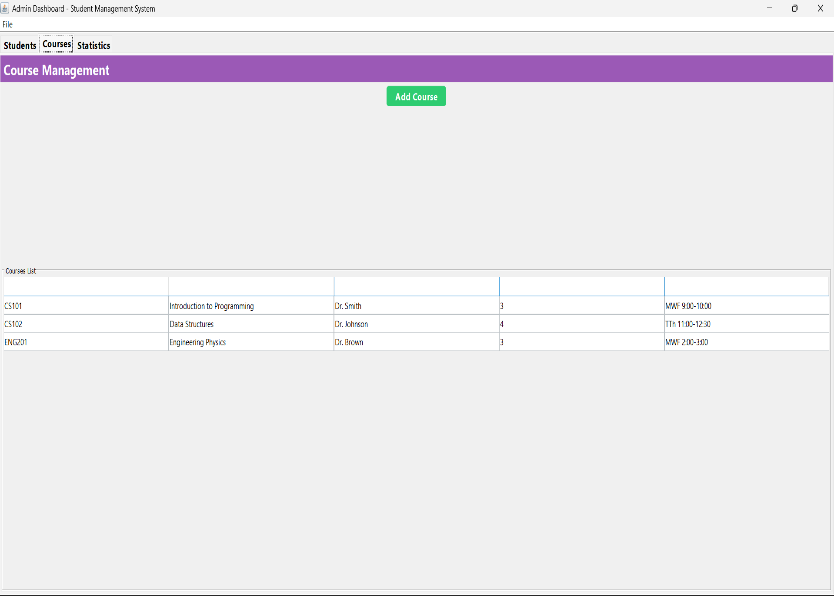 Admin Dashboard - Student Management System
File
Students Courses Statistics
Course Management
Add Course
Courses List
CS101 Introduction to Programming Dr. Smith 3 MWF 9:00-10:00
CS102 Data Structures Dr. Johnson 4 TTh 11:00-12:30
ENG201 Engineering Physics Dr. Brown 3 MWF 2:00-3:00